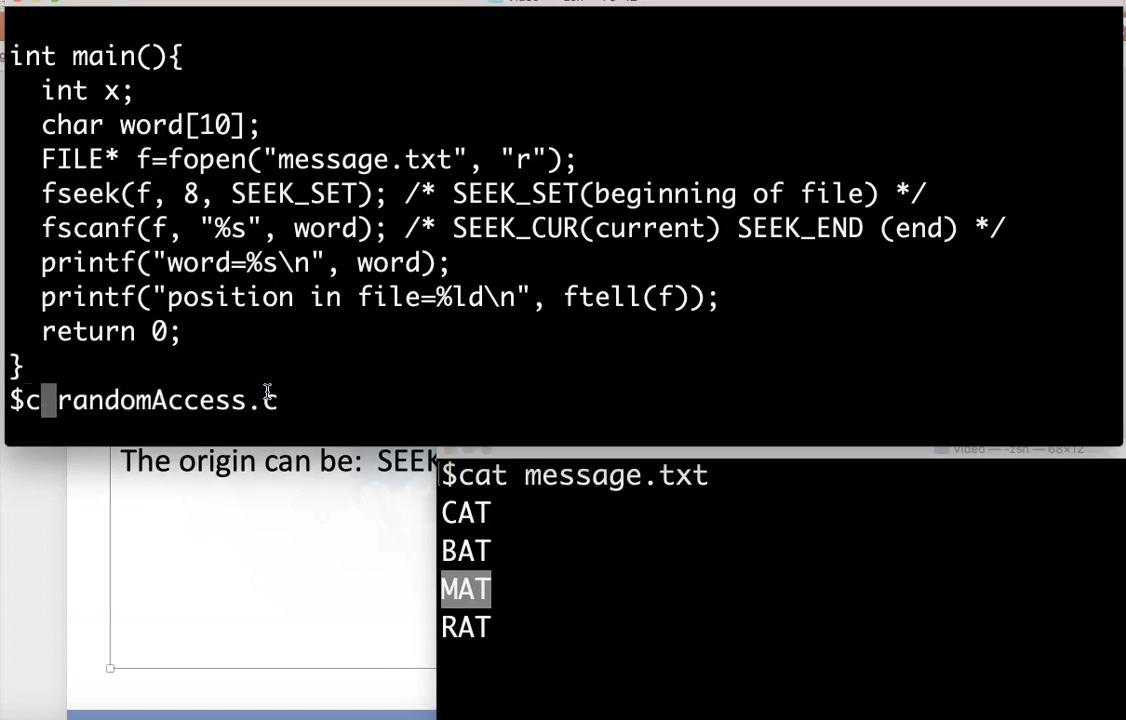 int main(){
int x;
char word[10];
FILE* f=fopen("message.txt", "r");
fseek(f, 8, SEEK_SET); /* SEEK_SET(beginning of file) */
fscanf(f, "%s", word); /* SEEK_CUR(current) SEEK_END (end) */
printf("word=%s\n", word);
printf("position in file=%ld\n", ftell(f));
return 0;
}
$c randomAccess.c
The origin can be: SEEK
$cat message.txt
CAT
BAT
MAT
RAT